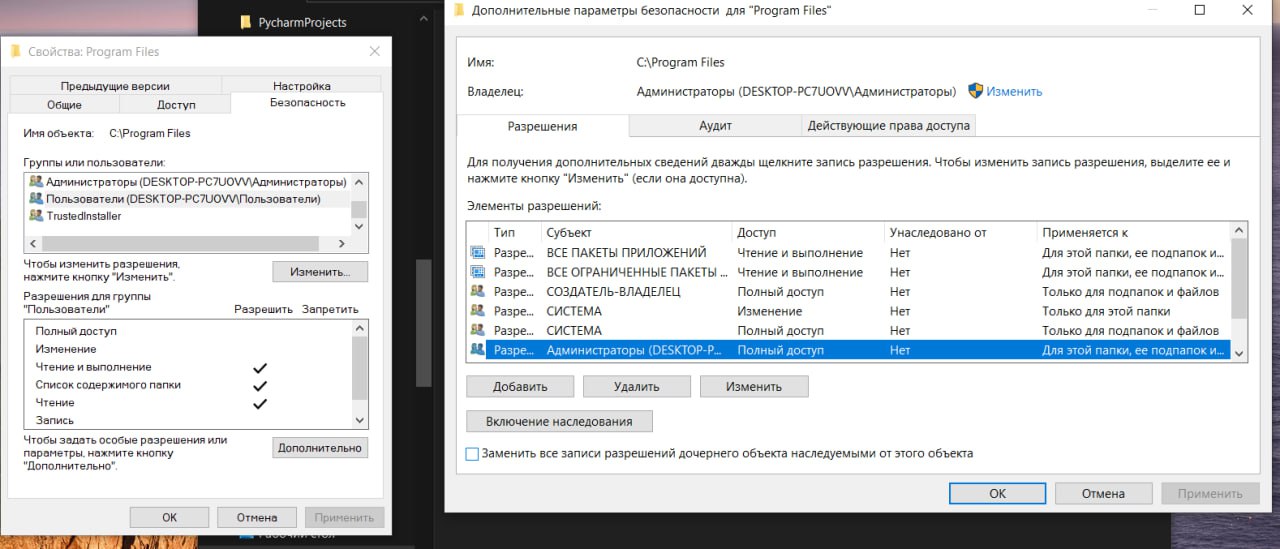 PycharmProjects
Свойства: Program Files
Предыдущие версии
Настройка
Общие
Доступ
Безопасность
Имя объекта: C:\Program Files
Группы или пользователи:
Администраторы (DESKTOP-PC7UOVV\Администраторы)
Пользователи (DESKTOP-PC7UOVV\Пользователи)
TrustedInstaller
Чтобы изменить разрешения,
нажмите кнопку "Изменить".
Изменить...
Разрешения для группы
"Пользователи" Разрешить Запретить
Полный доступ
Изменение
Чтение и выполнение
Список содержимого папки
Чтение
Запись
Чтобы задать особые разрешения или
параметры, нажмите кнопку
"Дополнительно".
Дополнительно
ОК Отмена Применить
Рабочий стол
Дополнительные параметры безопасности для "Program Files"
Имя: C:\Program Files
Владелец: Администраторы (DESKTOP-PC7UOVV\Администраторы) Изменить
Разрешения Аудит Действующие права доступа
Для получения дополнительных сведений дважды щелкните запись разрешения. Чтобы изменить запись разрешения, выделите ее и
нажмите кнопку "Изменить" (если она доступна).
Элементы разрешений:
Тип Субъект Доступ Унаследовано от Применяется к
Разре... ВСЕ ПАКЕТЫ ПРИЛОЖЕНИЙ Чтение и выполнение Нет Для этой папки, ее подпапок и...
Разре... ВСЕ ОГРАНИЧЕННЫЕ ПАКЕТЫ ... Чтение и выполнение Нет Для этой папки, ее подпапок и...
Разре... СОЗДАТЕЛЬ-ВЛАДЕЛЕЦ Полный доступ Нет Только для подпапок и файлов
Разре... СИСТЕМА Изменение Нет Только для этой папки
Разре... СИСТЕМА Полный доступ Нет Только для подпапок и файлов
Разре... Администраторы (DESKTOP-P... Полный доступ Нет Для этой папки, ее подпапок и...
Добавить Удалить Изменить
Включение наследования
Заменить все записи разрешений дочернего объекта наследуемыми от этого объекта
ОК Отмена Применить